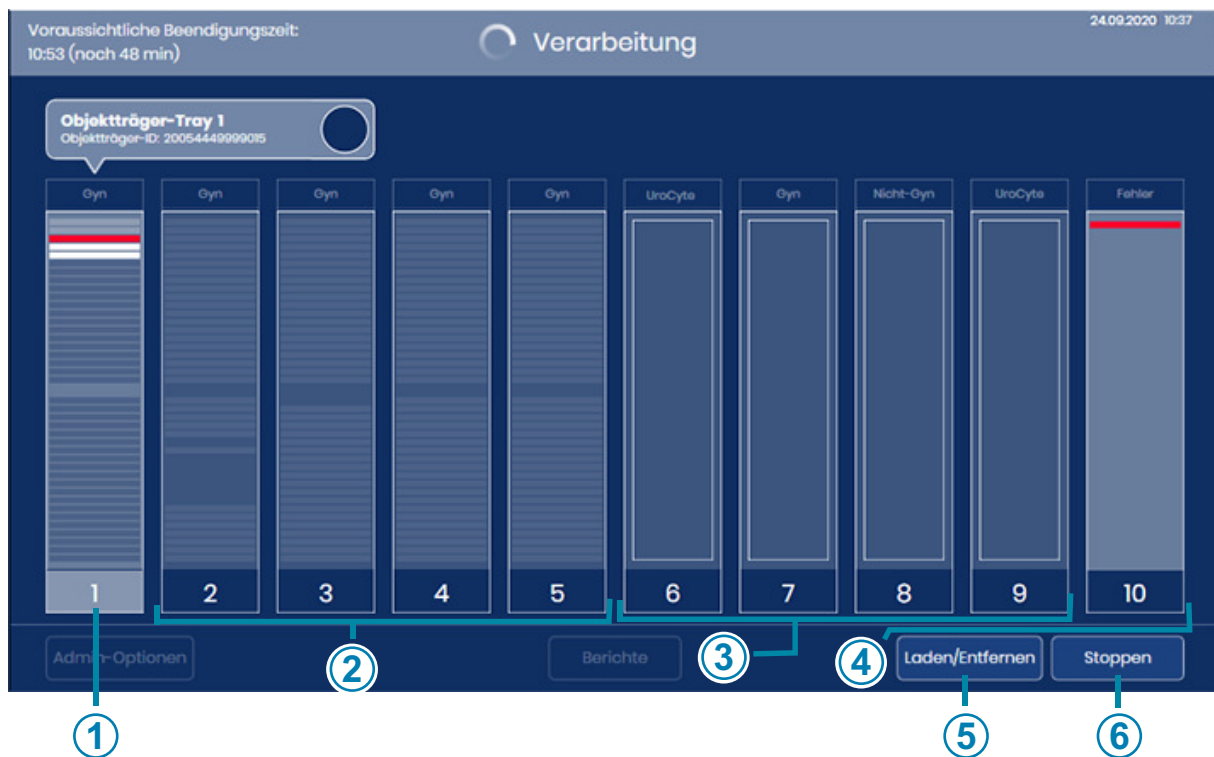 Voraussichtliche Beendigungszeit:
10:53 (noch 48 min)
Verarbeitung
24.09.2020 10:37
Objektträger-Tray 1
Objektträger-ID: 20054449999015
Gyn Gyn Gyn Gyn Gyn UroCyte Gyn Nicht-Gyn UroCyte Fehler
1 2 3 4 5 6 7 8 9 10
Admin-Optionen Berichte Laden/Entfernen Stoppen
2 3 4
1 5 6